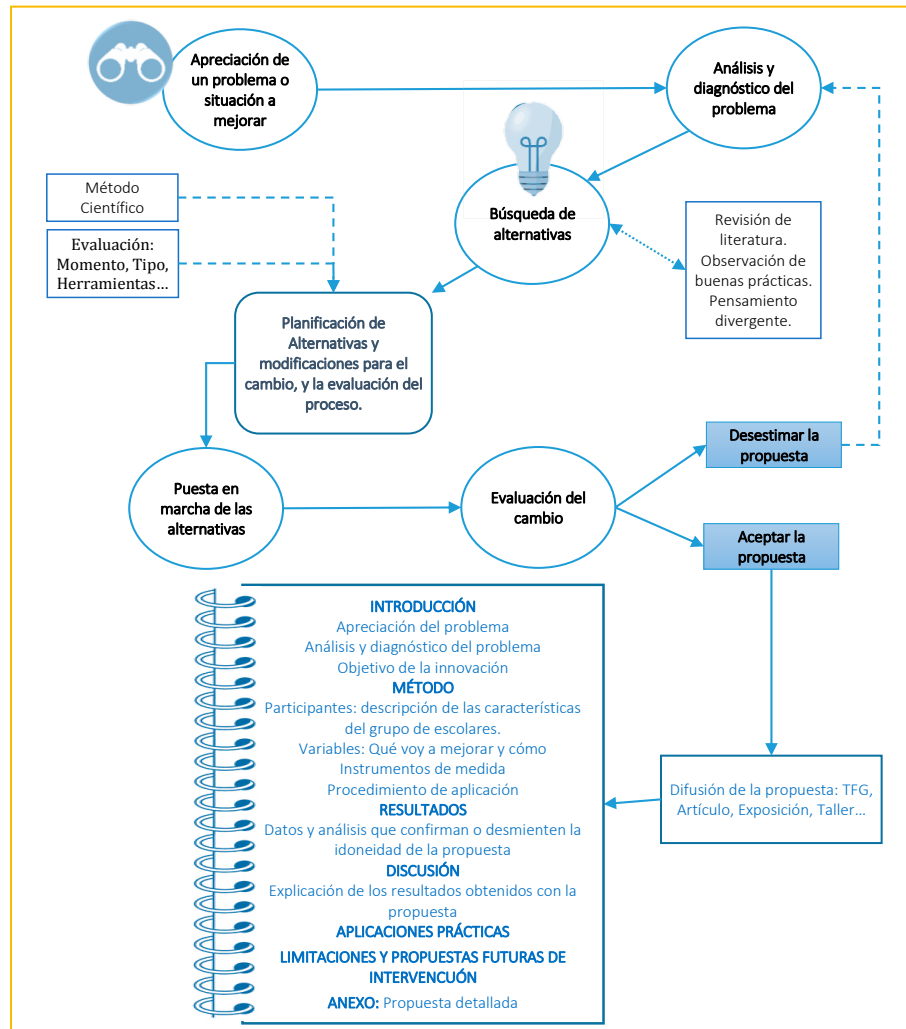 Apreciación de
un problema o
situación a
mejorar
Análisis y
diagnóstico del
problema
Búsqueda de
alternativas
Método
Científico
Evaluación:
Momento, Tipo,
Herramientas…
Revisión de
literatura.
Observación de
buenas prácticas.
Pensamiento
divergente.
Planificación de
Alternativas y
modificaciones para el
cambio, y la evaluación del
proceso.
Puesta en
marcha de las
alternativas
Evaluación del
cambio
Desestimar la
propuesta
Aceptar la
propuesta
Difusión de la propuesta: TFG,
Artículo, Exposición, Taller…
INTRODUCCIÓN
Apreciación del problema
Análisis y diagnóstico del problema
Objetivo de la innovación
MÉTODO
Participantes: descripción de las características
del grupo de escolares.
Variables: Qué voy a mejorar y cómo
Instrumentos de medida
Procedimiento de aplicación
RESULTADOS
Datos y análisis que confirman o desmienten la
idoneidad de la propuesta
DISCUSIÓN
Explicación de los resultados obtenidos con la
propuesta
APLICACIONES PRÁCTICAS
LIMITACIONES Y PROPUESTAS FUTURAS DE
INTERVENCUÓN
ANEXO: Propuesta detallada